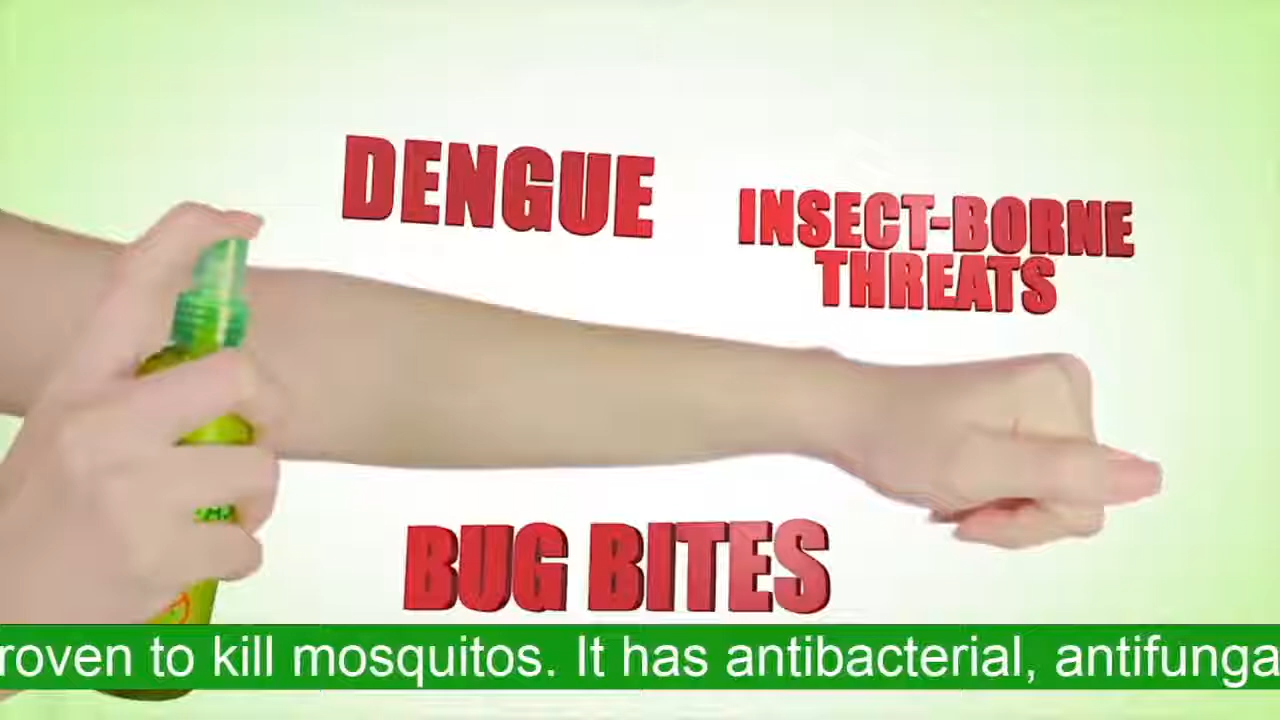 DENGUE
INSECT-BORNE
THREATS
BUG BITES
roven to kill mosquitos. It has antibacterial, antifunga